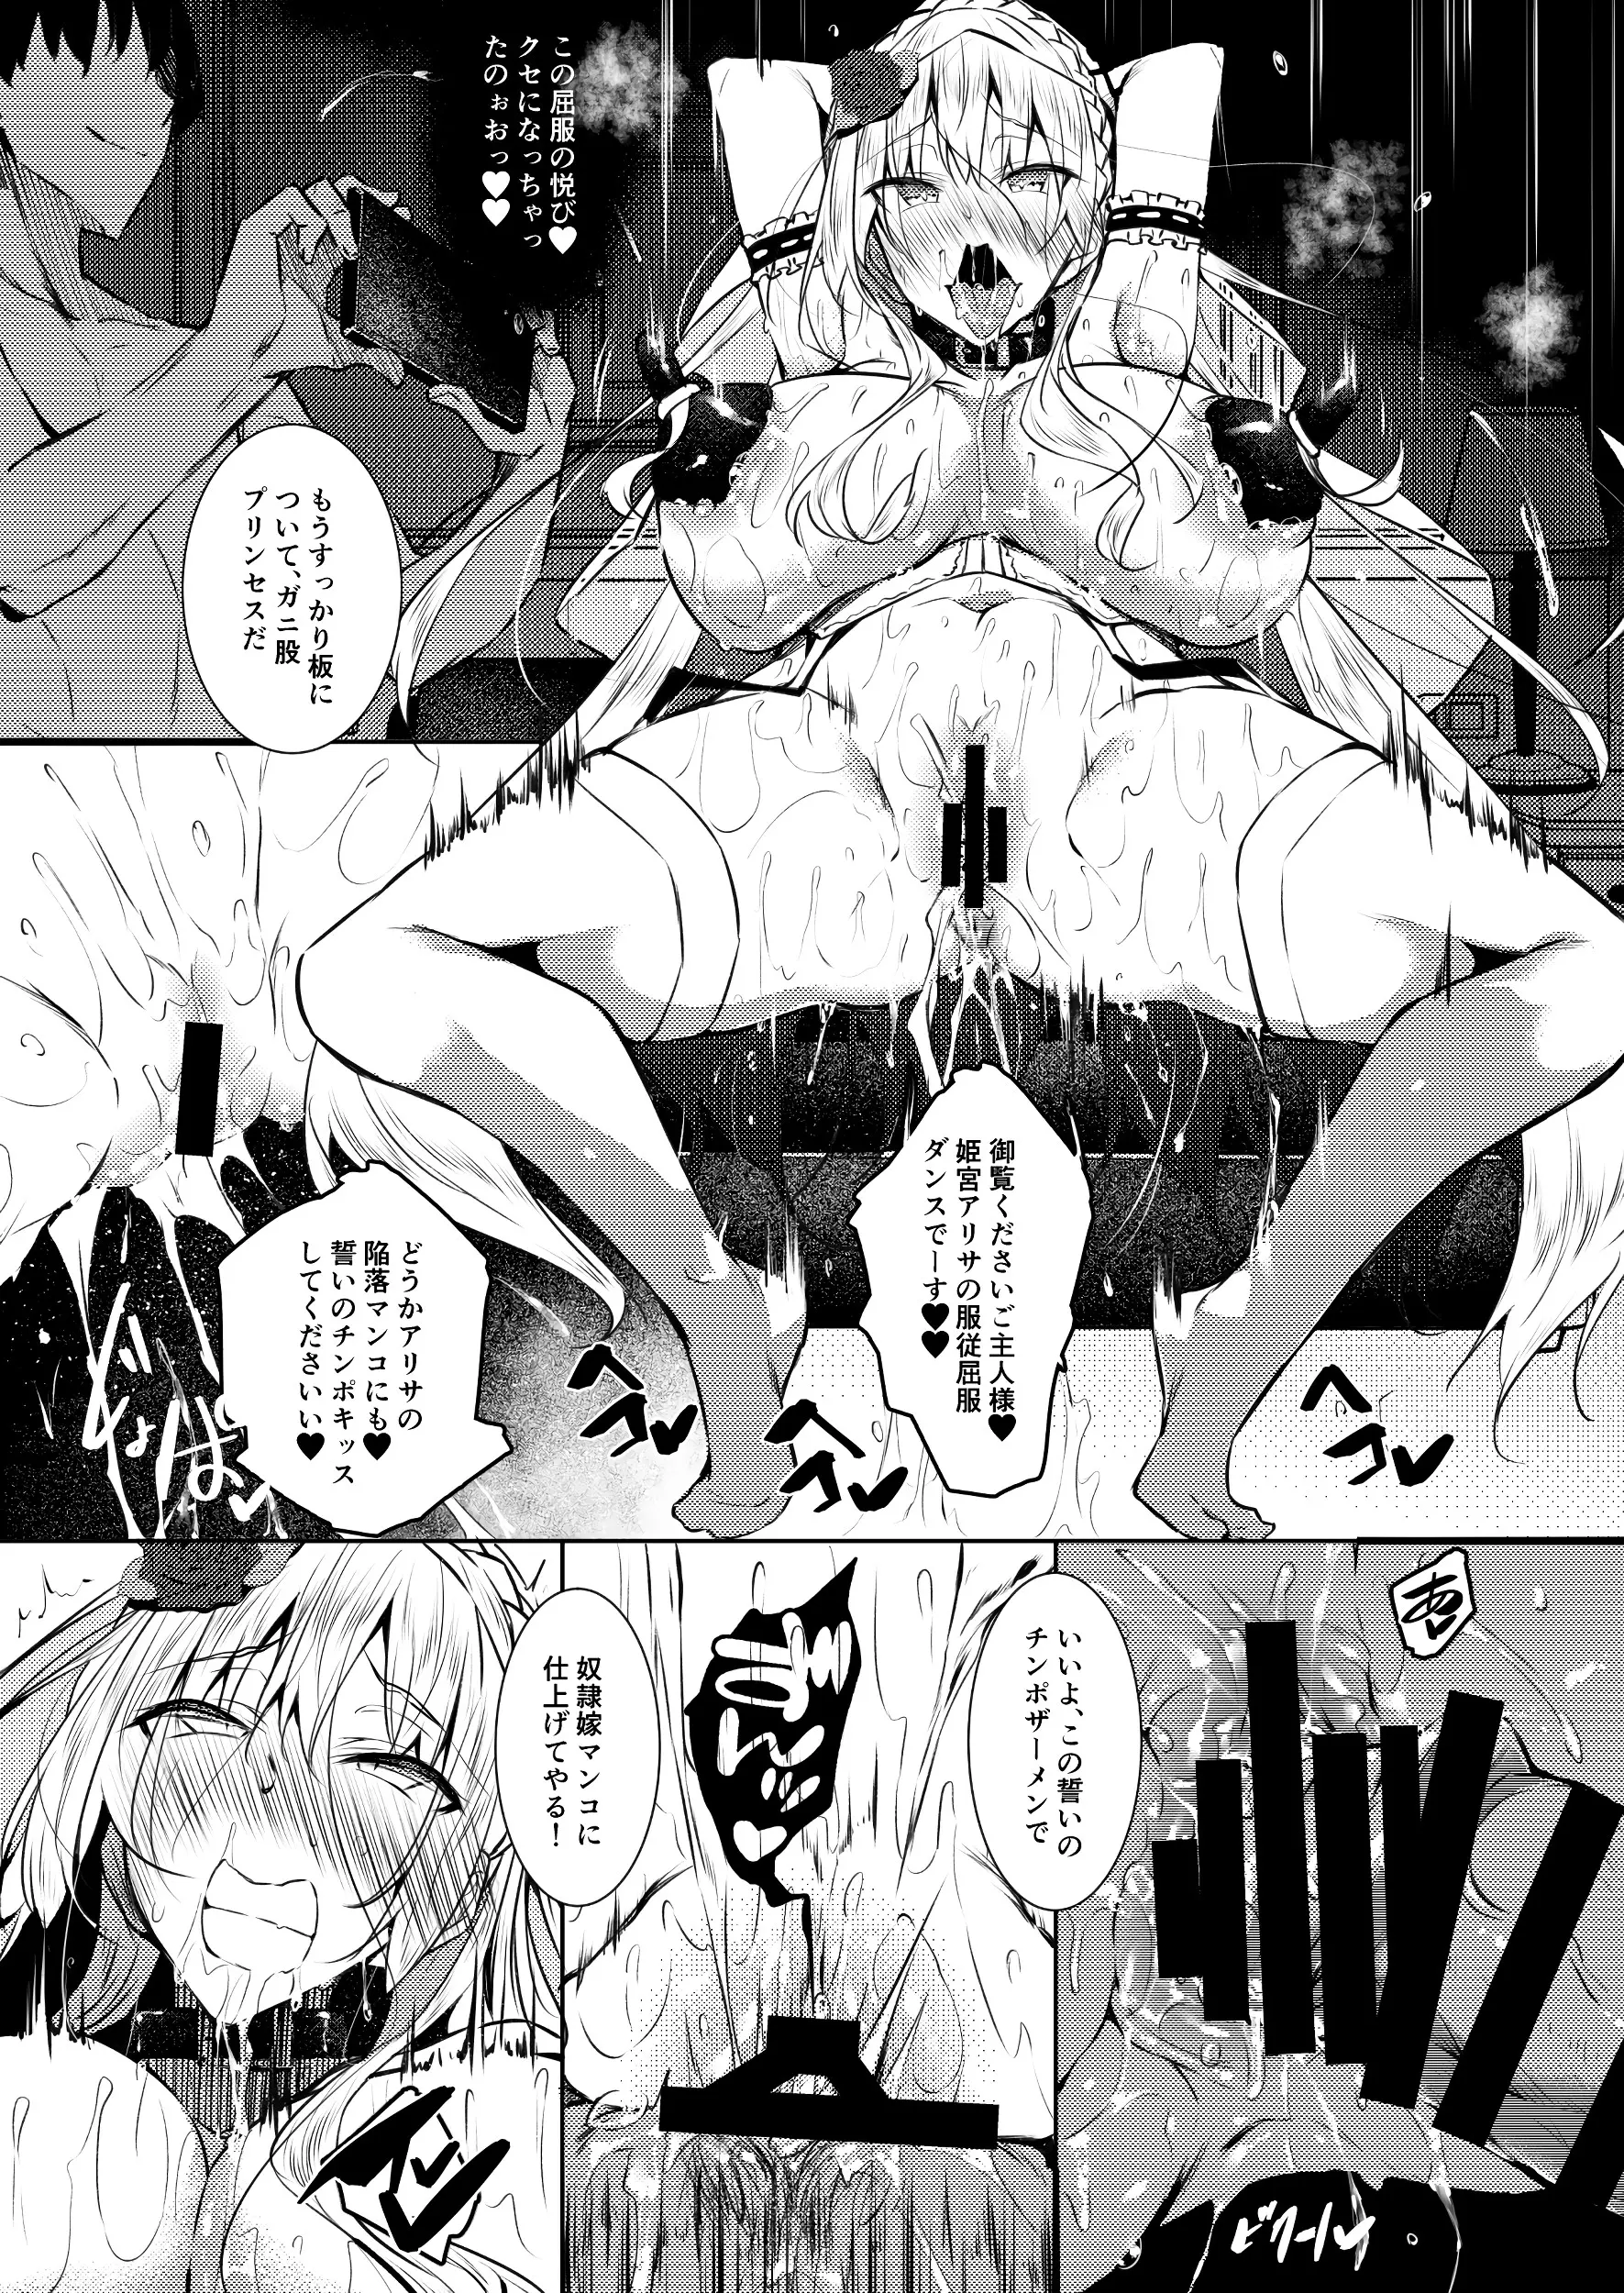 この屈服の悦び♥
クセになっちゃっ
たのぉおっ♥♥
もうすっかり板に
ついて、ガニ股
プリンセスだ
御覧くださいご主人様♥
姫宮アリサの服従屈服
ダンスでーす♥♥
ヘコ♥
ヘコ♥
どうかアリサの
陥落マンコにも♥
誓いのチンポキッス
してくださいい♥
いいよ、この誓いの
チンポザーメンで
奴隷嫁マンコに
仕上げてやる！